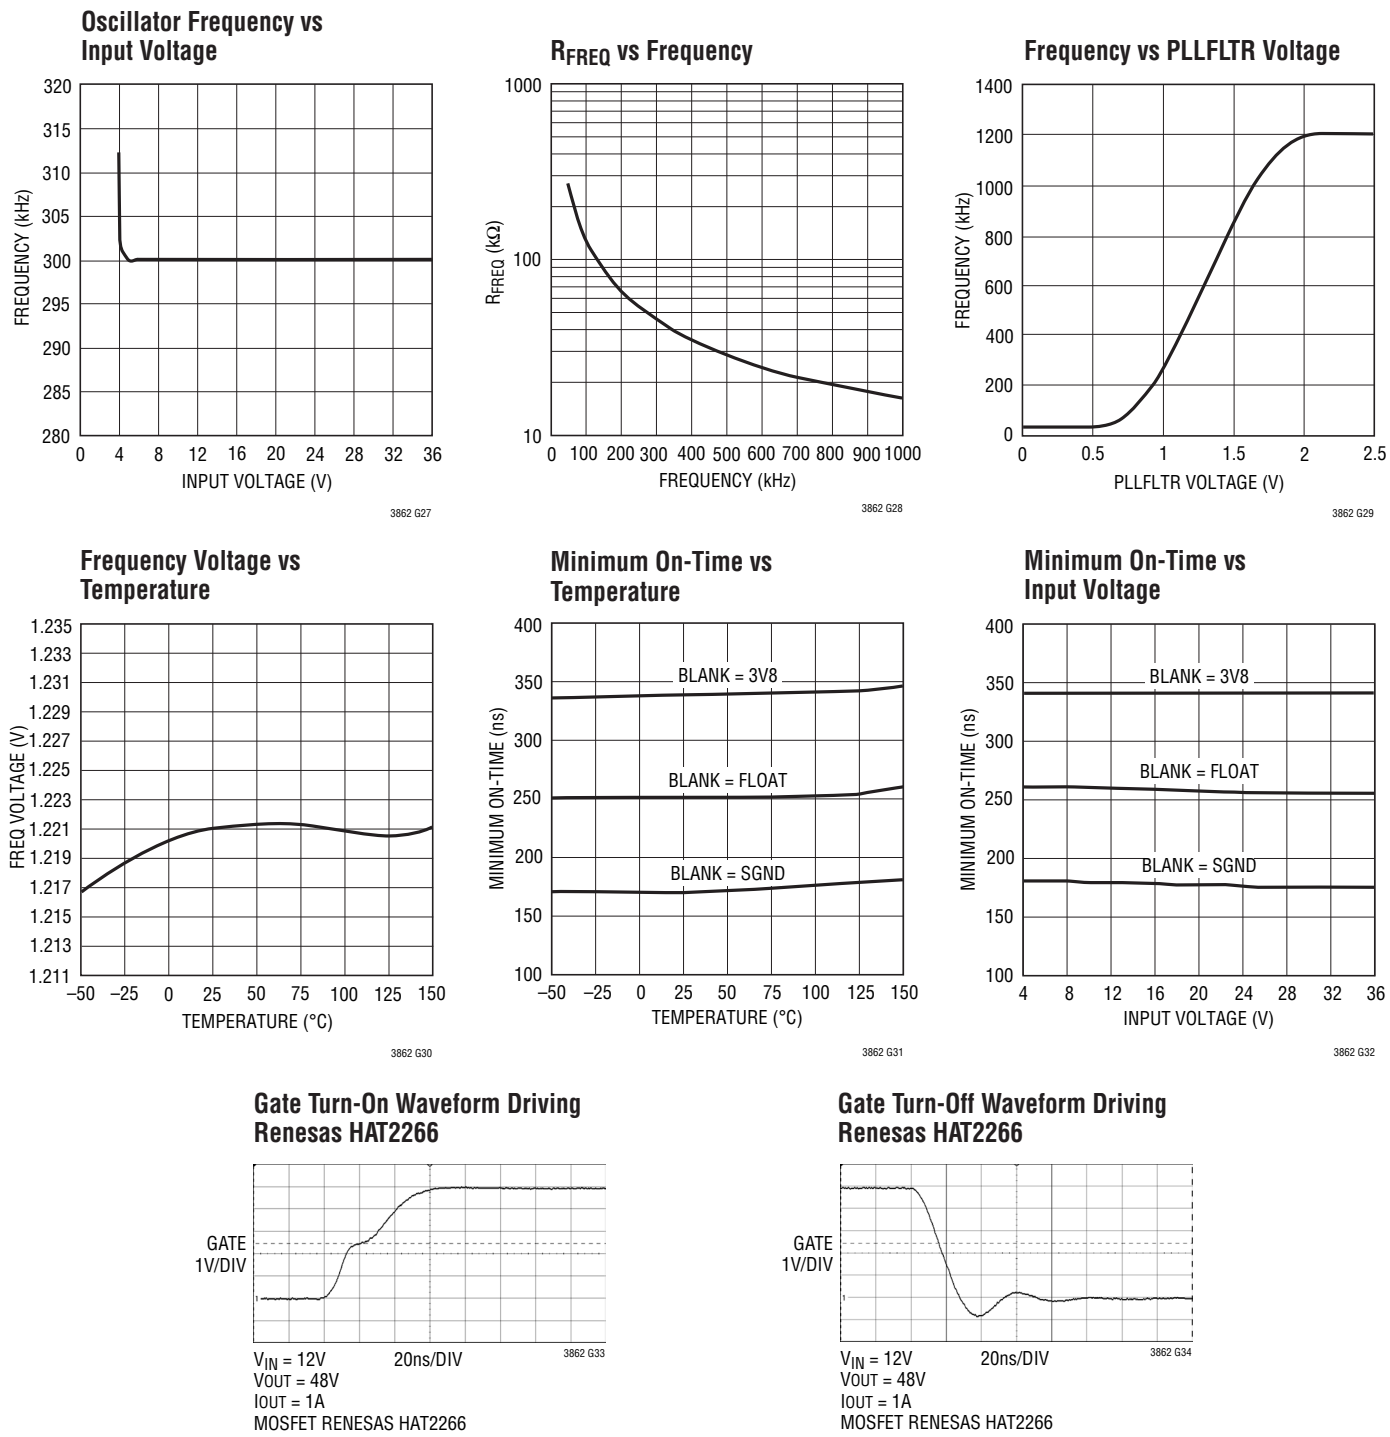 Oscillator Frequency vs
Input Voltage
320
315
310
305
300
295
290
285
280
FREQUENCY (kHz)
0 4 8 12 16 20 24 28 32 36
INPUT VOLTAGE (V)
3862 G27
RFREQ vs Frequency
1000
100
10
RFREQ (kΩ)
0 100 200 300 400 500 600 700 800 900 1000
FREQUENCY (kHz)
3862 G28
Frequency vs PLLFLTR Voltage
1400
1200
1000
800
600
400
200
0
FREQUENCY (kHz)
0 0.5 1 1.5 2 2.5
PLLFLTR VOLTAGE (V)
3862 G29
Frequency Voltage vs
Temperature
1.235
1.233
1.231
1.229
1.227
1.225
1.223
1.221
1.219
1.217
1.215
1.213
1.211
FREQ VOLTAGE (V)
–50 –25 0 25 50 75 100 125 150
TEMPERATURE (°C)
3862 G30
Minimum On-Time vs
Temperature
400
350
300
250
200
150
100
MINIMUM ON-TIME (ns)
BLANK = 3V8
BLANK = FLOAT
BLANK = SGND
–50 –25 0 25 50 75 100 125 150
TEMPERATURE (°C)
3862 G31
Minimum On-Time vs
Input Voltage
400
350
300
250
200
150
100
MINIMUM ON-TIME (ns)
BLANK = 3V8
BLANK = FLOAT
BLANK = SGND
4 8 12 16 20 24 28 32 36
INPUT VOLTAGE (V)
3862 G32
Gate Turn-On Waveform Driving
Renesas HAT2266
GATE
1V/DIV
1
VIN = 12V
VOUT = 48V
IOUT = 1A
MOSFET RENESAS HAT2266
20ns/DIV
3862 G33
Gate Turn-Off Waveform Driving
Renesas HAT2266
GATE
1V/DIV
1
VIN = 12V
VOUT = 48V
IOUT = 1A
MOSFET RENESAS HAT2266
20ns/DIV
3862 G34